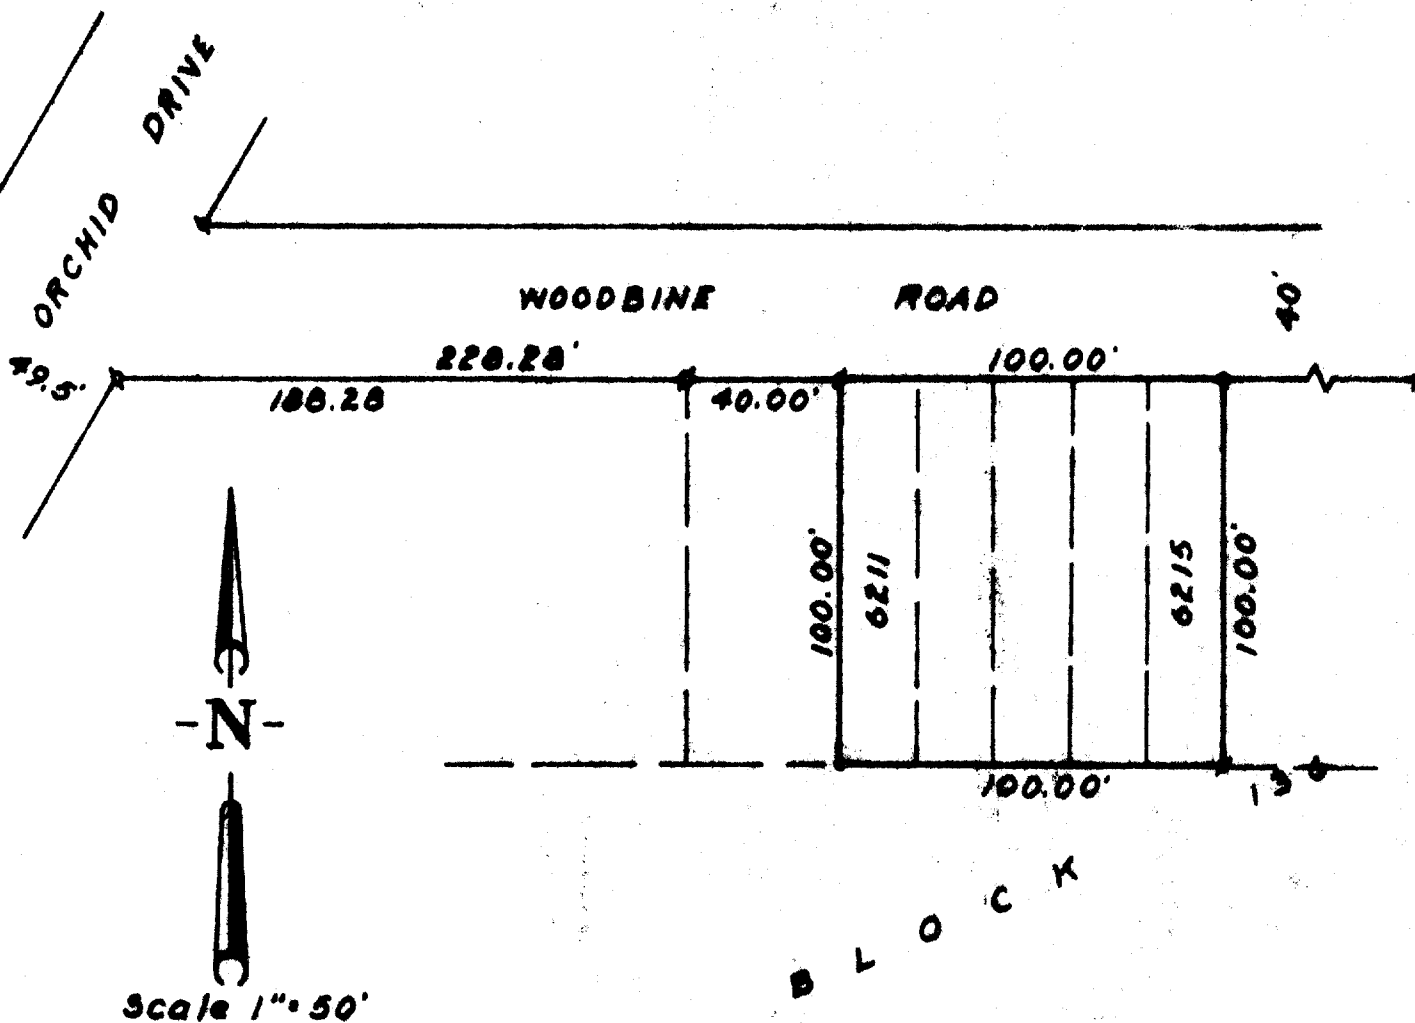 ORCHID DRIVE
WOODBINE ROAD
40'
49.5'
228.28'
188.28
40.00'
100.00'
100.00'
6211
6215
100.00'
100.00'
BLOCK 136
-N-
Scale 1"=50'